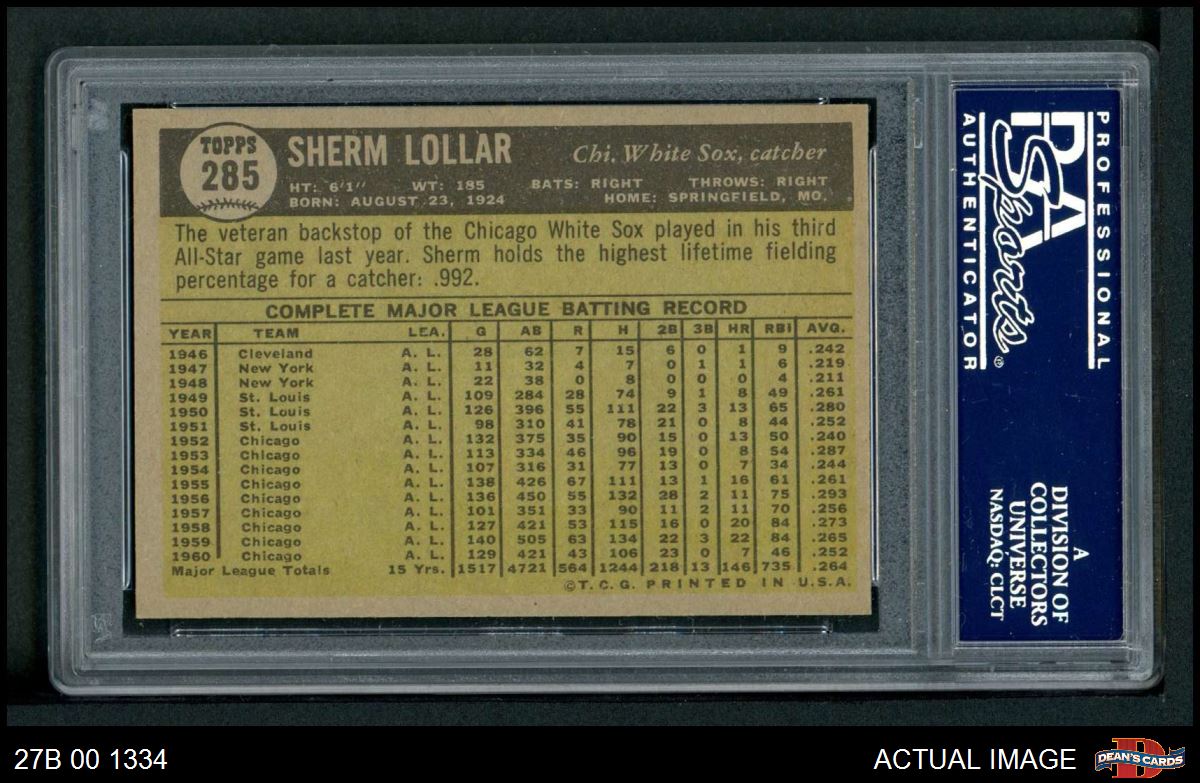 TOPPS
285
SHERM LOLLAR
Chi. White Sox, catcher
HT: 6'1" WT: 185 BATS: RIGHT THROWS: RIGHT
BORN: AUGUST 23, 1924 HOME: SPRINGFIELD, MO.
The veteran backstop of the Chicago White Sox played in his third
All-Star game last year. Sherm holds the highest lifetime fielding
percentage for a catcher: .992.
COMPLETE MAJOR LEAGUE BATTING RECORD
YEAR TEAM LEA. G AB R H 2B 3B HR RBI AVG.
1946 Cleveland A. L. 28 62 7 15 6 0 1 9 .242
1947 New York A. L. 11 32 4 7 0 1 1 6 .219
1948 New York A. L. 22 38 0 8 0 0 0 4 .211
1949 St. Louis A. L. 109 284 28 74 9 1 8 49 .261
1950 St. Louis A. L. 126 396 55 111 22 3 13 65 .280
1951 St. Louis A. L. 98 310 41 78 21 0 8 44 .252
1952 Chicago A. L. 132 375 35 90 15 0 13 50 .240
1953 Chicago A. L. 113 334 46 96 19 0 8 54 .287
1954 Chicago A. L. 107 316 31 77 13 0 7 34 .244
1955 Chicago A. L. 138 426 67 111 13 1 16 61 .261
1956 Chicago A. L. 136 450 55 132 28 2 11 75 .293
1957 Chicago A. L. 101 351 33 90 11 2 11 70 .256
1958 Chicago A. L. 127 421 53 115 16 0 20 84 .273
1959 Chicago A. L. 140 505 63 134 22 3 22 84 .265
1960 Chicago A. L. 129 421 43 106 23 0 7 46 .252
Major League Totals 15 Yrs. 1517 4721 564 1244 218 13 146 735 .264
©T.C.G. PRINTED IN U.S.A.
PROFESSIONAL
PSA
Sports®
AUTHENTICATOR
A
DIVISION OF
COLLECTORS
UNIVERSE
NASDAQ: CLCT
27B 00 1334
ACTUAL IMAGE
D
DEAN'S CARDS